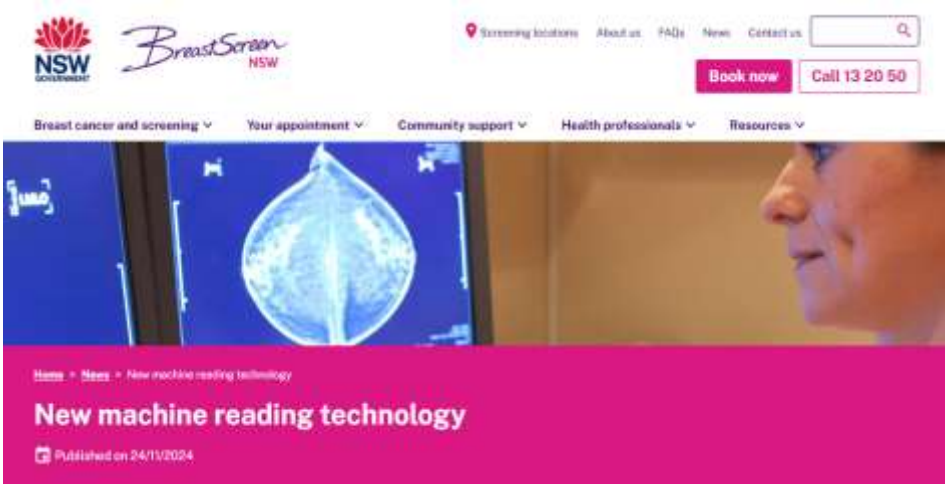 NSW
GOVERNMENT
BreastScreen
NSW
Screening locations About us FAQs News Contact us
Book now Call 13 20 50
Breast cancer and screening Your appointment Community support Health professionals Resources
Home > News > New machine reading technology
New machine reading technology
Published on 24/11/2024